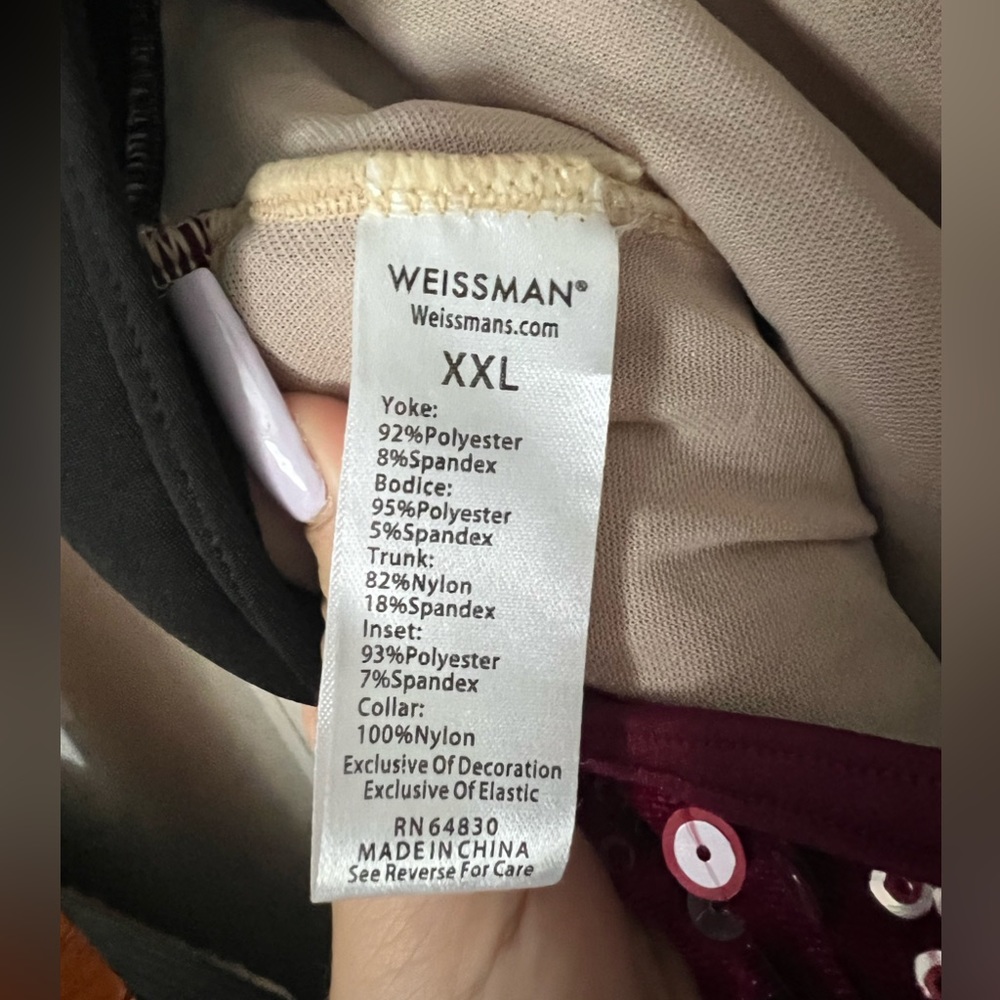 WEISSMAN®
Weissmans.com
XXL
Yoke:
92%Polyester
8%Spandex
Bodice:
95%Polyester
5%Spandex
Trunk:
82%Nylon
18%Spandex
Inset:
93%Polyester
7%Spandex
Collar:
100%Nylon
Exclusive Of Decoration
Exclusive Of Elastic
RN 64830
MADE IN CHINA
See Reverse For Care